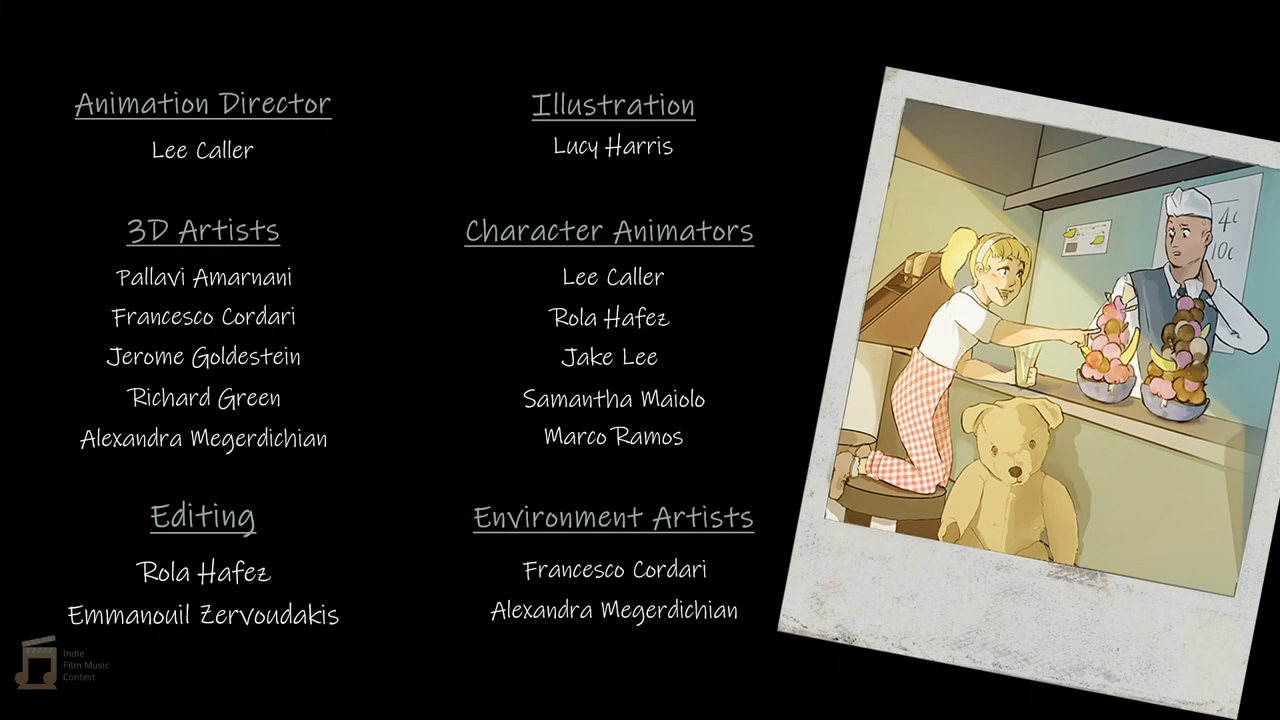 Animation Director
Lee Caller
3D Artists
Pallavi Amarnani
Francesco Cordari
Jerome Goldestein
Richard Green
Alexandra Megerdichian
Editing
Rola Hafez
Emmanouil Zervoudakis
Illustration
Lucy Harris
Character Animators
Lee Caller
Rola Hafez
Jake Lee
Samantha Maiolo
Marco Ramos
Environment Artists
Francesco Cordari
Alexandra Megerdichian
4¢
10¢
Indie
Film Music
Contest